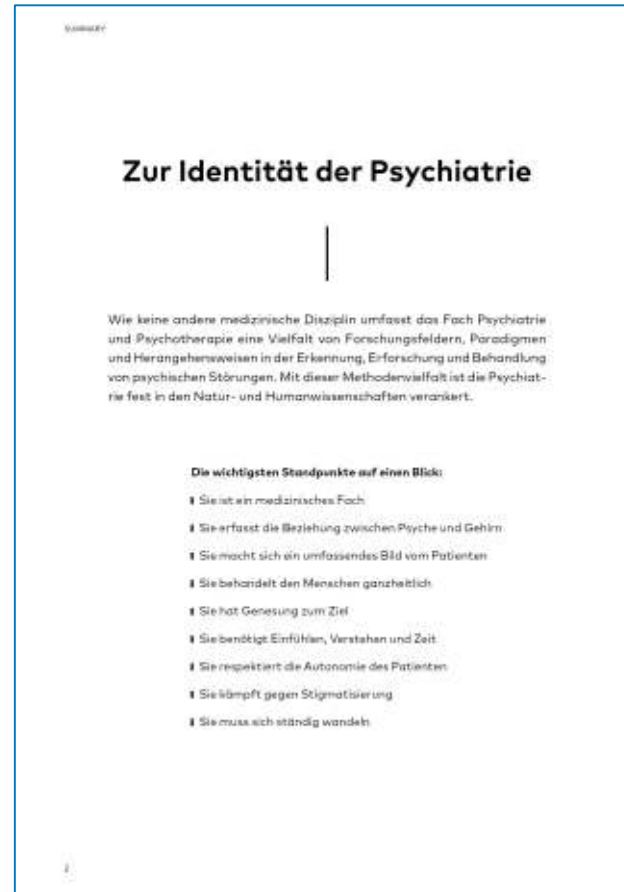 SUMMARY
Zur Identität der Psychiatrie
Wie keine andere medizinische Disziplin umfasst das Fach Psychiatrie
und Psychotherapie eine Vielfalt von Forschungsfeldern, Paradigmen
und Herangehensweisen in der Erkennung, Erforschung und Behandlung
von psychischen Störungen. Mit dieser Methodenvielfalt ist die Psychiat-
rie fest in den Natur- und Humanwissenschaften verankert.
Die wichtigsten Standpunkte auf einen Blick:
Sie ist ein medizinisches Fach
Sie erfasst die Beziehung zwischen Psyche und Gehirn
Sie macht sich ein umfassendes Bild vom Patienten
Sie behandelt den Menschen ganzheitlich
Sie hat Genesung zum Ziel
Sie benötigt Einfühlen, Verstehen und Zeit
Sie respektiert die Autonomie des Patienten
Sie kämpft gegen Stigmatisierung
Sie muss sich ständig wandeln